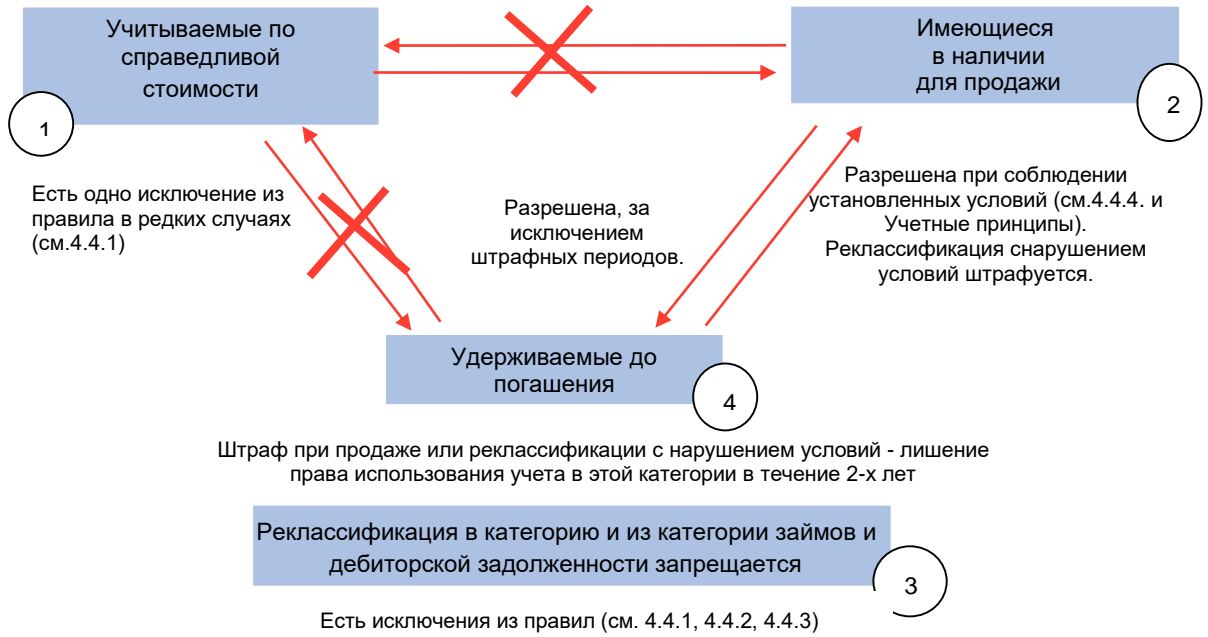 Учитываемые по
справедливой
стоимости
1
Имеющиеся
в наличии
для продажи
2
Есть одно исключение из
правила в редких случаях
(см.4.4.1)
Разрешена, за
исключением
штрафных периодов.
Разрешена при соблюдении
установленных условий (см.4.4.4. и
Учетные принципы).
Реклассификация снарушением
условий штрафуется.
Удерживаемые до
погашения
4
Штраф при продаже или реклассификации с нарушением условий - лишение
права использования учета в этой категории в течение 2-х лет
Реклассификация в категорию и из категории займов и
дебиторской задолженности запрещается
3
Есть исключения из правил (см. 4.4.1, 4.4.2, 4.4.3)